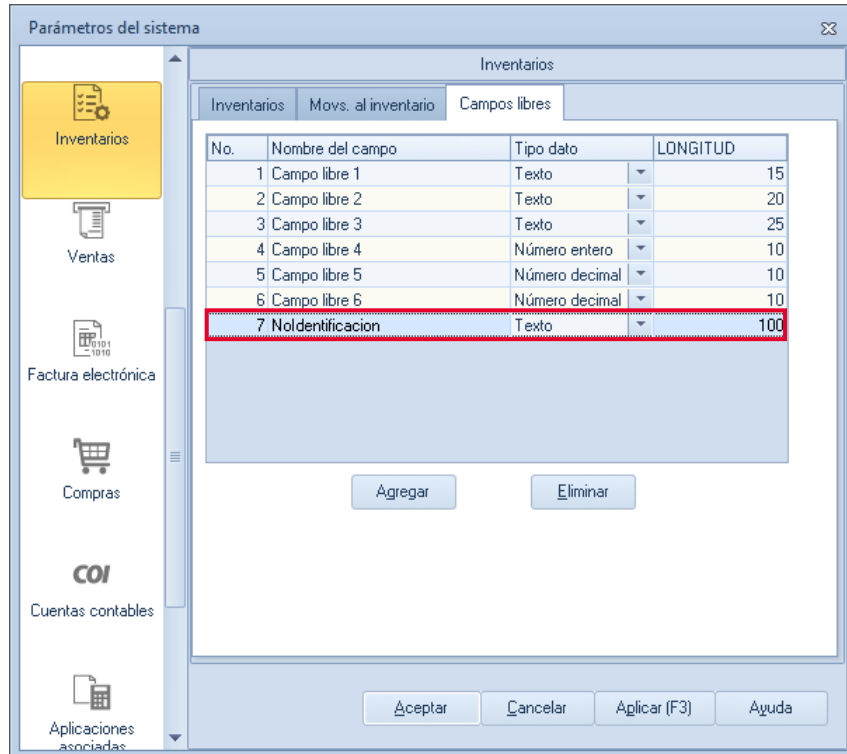 Parámetros del sistema
Inventarios
Ventas
0101
1010
Factura electrónica
Compras
COI
Cuentas contables
Aplicaciones
asociadas
Inventarios
Inventarios Movs. al inventario Campos libres
No. Nombre del campo Tipo dato LONGITUD
1 Campo libre 1 Texto 15
2 Campo libre 2 Texto 20
3 Campo libre 3 Texto 25
4 Campo libre 4 Número entero 10
5 Campo libre 5 Número decimal 10
6 Campo libre 6 Número decimal 10
7 NoIdentificacion Texto 100
Agregar Eliminar
Aceptar Cancelar Aplicar (F3) Ayuda